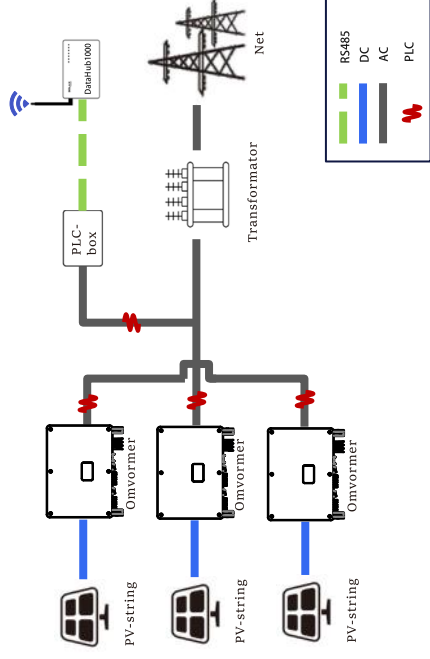 DataHub1000
PLC-
box
Net
Transformator
Omvormer
Omvormer
Omvormer
PV-string
PV-string
PV-string
RS485
DC
AC
PLC